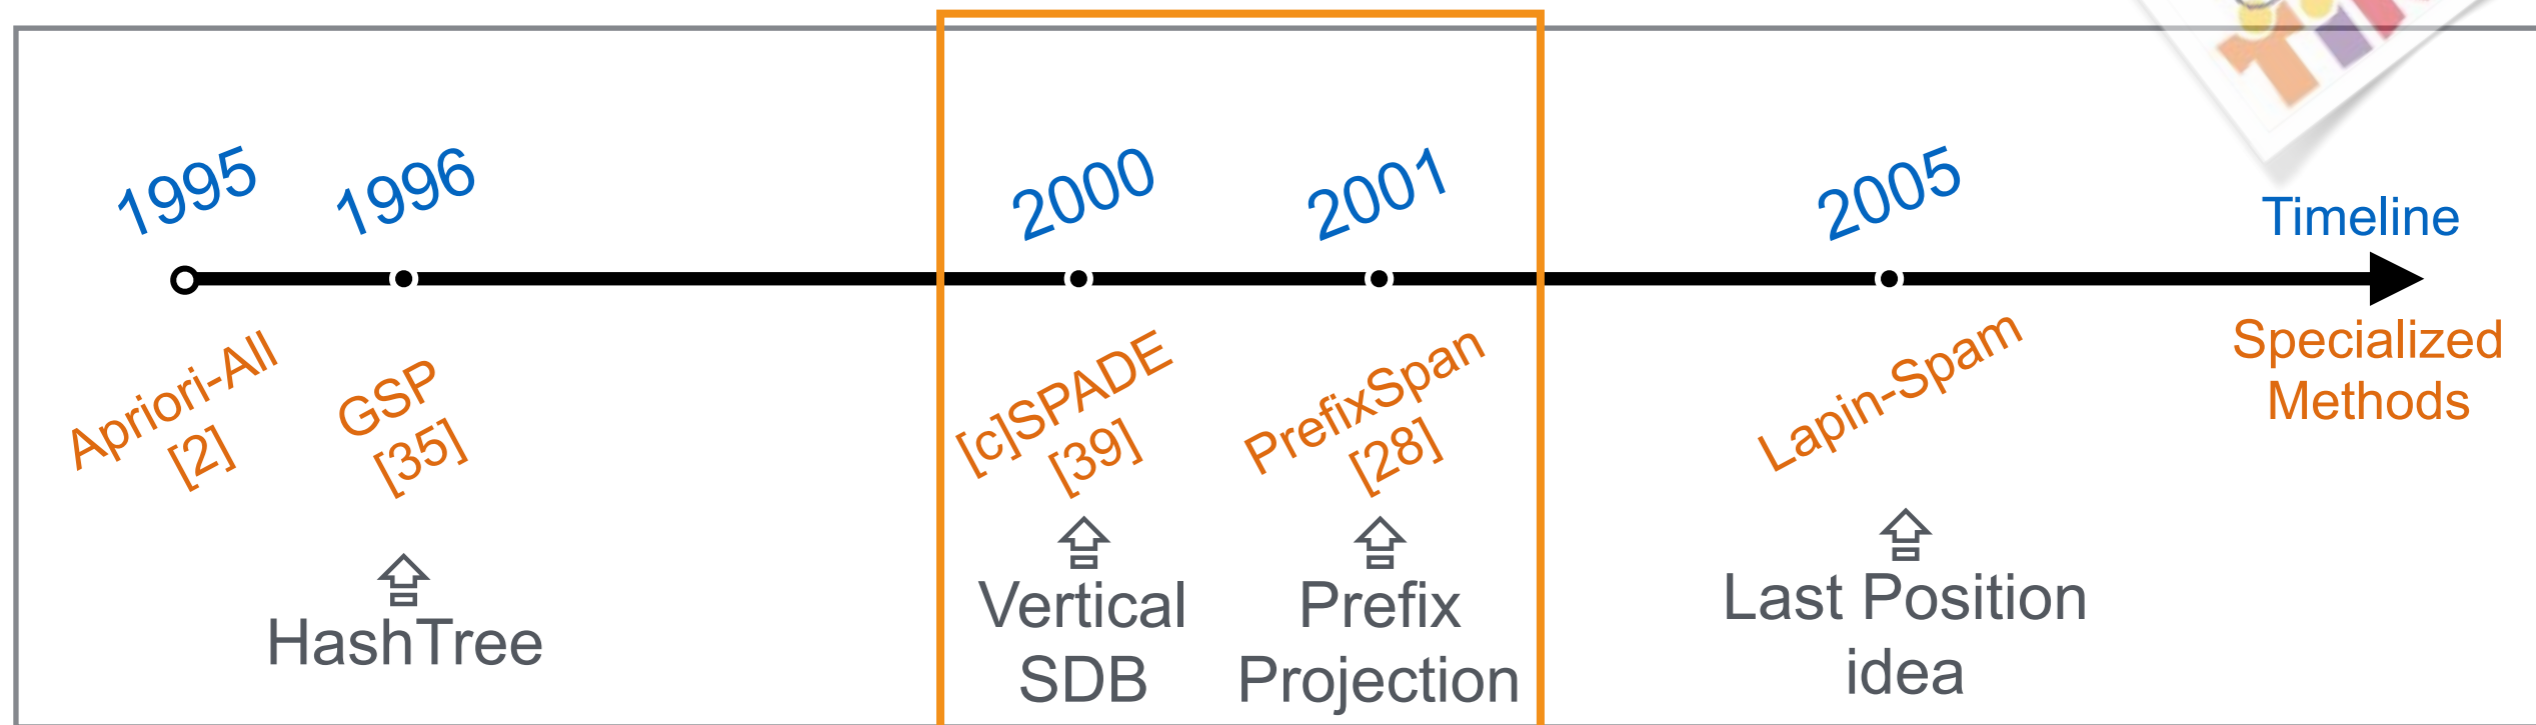 1995
1996
2000
2001
2005
Timeline
Apriori-All
[2]
GSP
[35]
[c]SPADE
[39]
PrefixSpan
[28]
Lapin-Spam
Specialized
Methods
HashTree
Vertical
SDB
Prefix
Projection
Last Position
idea